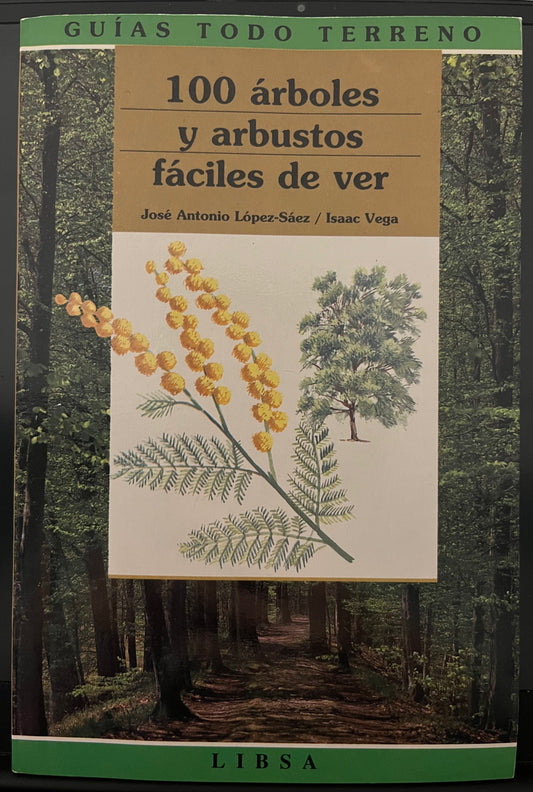 GUÍAS TODO TERRENO
100 árboles
y arbustos
fáciles de ver
José Antonio López-Sáez / Isaac Vega
LIBSA